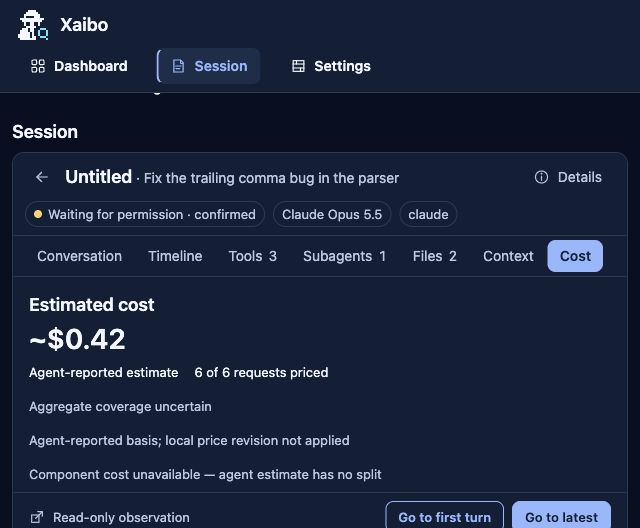 Xaibo
Dashboard Session Settings
Session
← Untitled · Fix the trailing comma bug in the parser Details
Waiting for permission · confirmed Claude Opus 5.5 claude
Conversation Timeline Tools 3 Subagents 1 Files 2 Context Cost
Estimated cost
~$0.42
Agent-reported estimate 6 of 6 requests priced
Aggregate coverage uncertain
Agent-reported basis; local price revision not applied
Component cost unavailable — agent estimate has no split
Read-only observation Go to first turn Go to latest